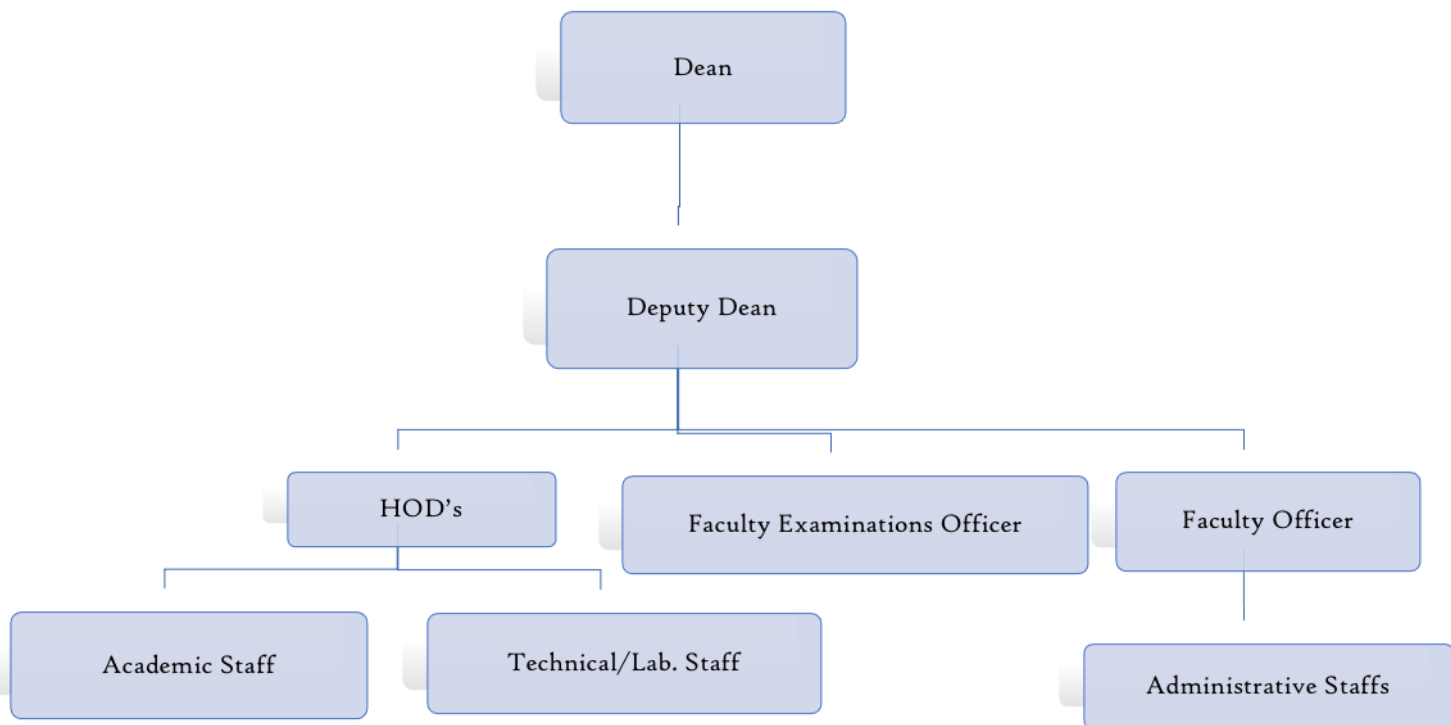 Dean
Deputy Dean
HOD's
Faculty Examinations Officer
Faculty Officer
Academic Staff
Technical/Lab. Staff
Administrative Staffs